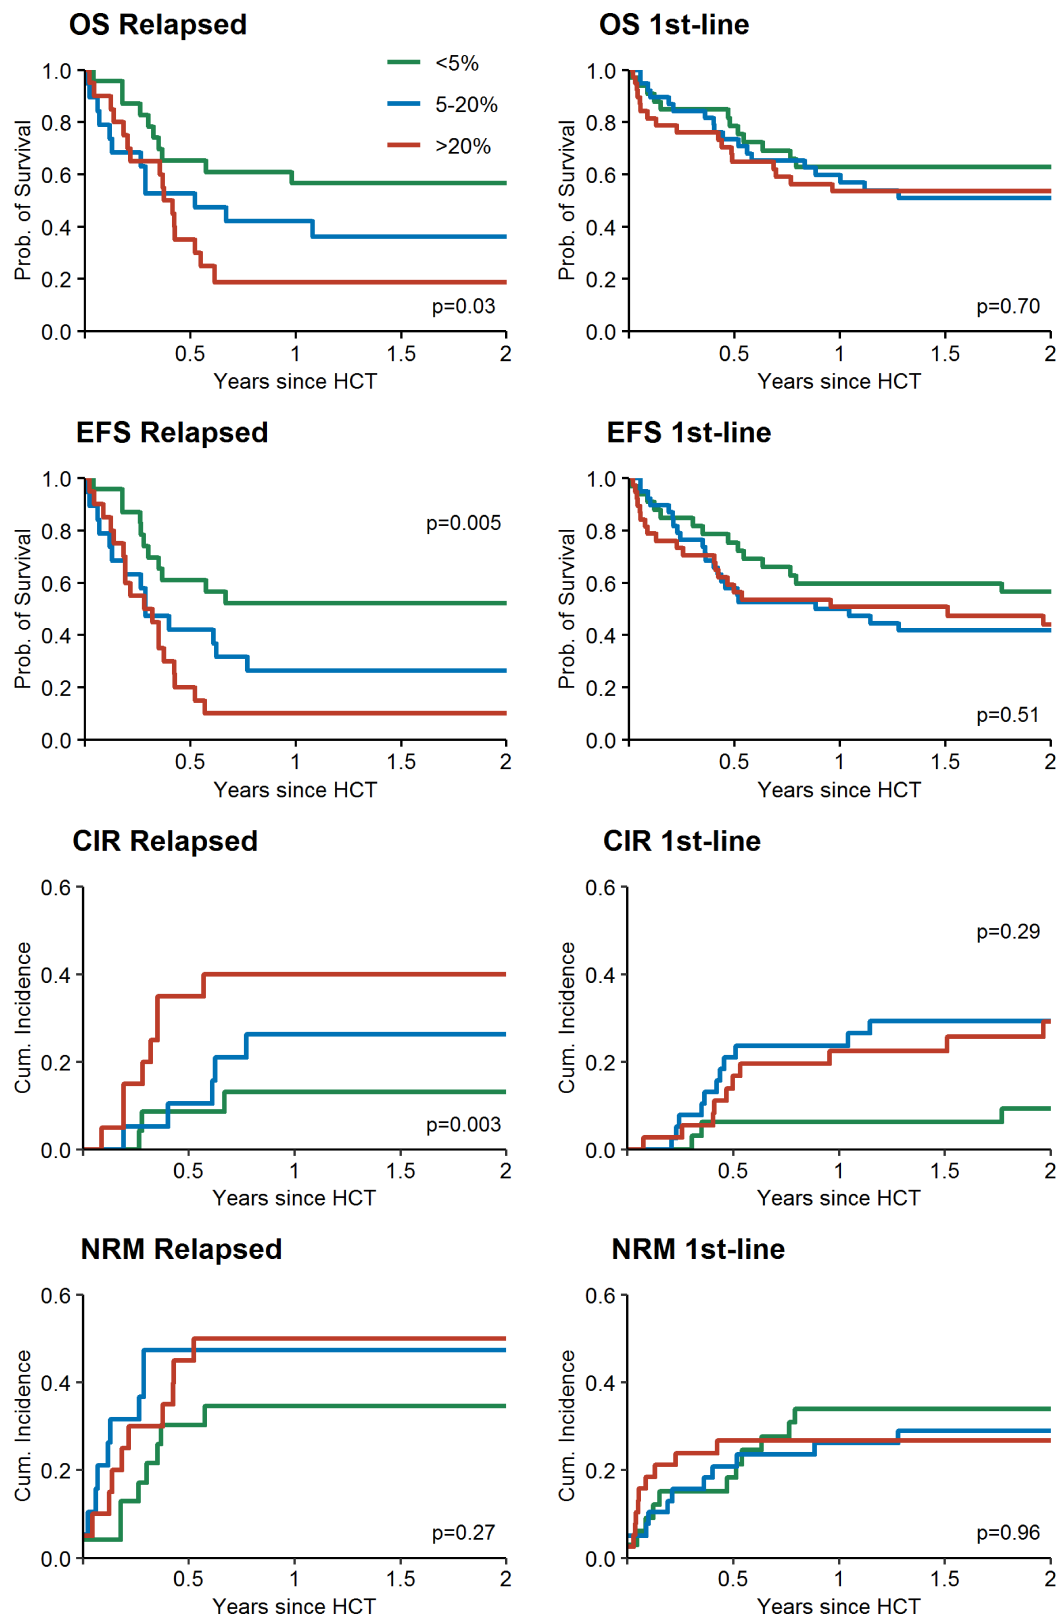 OS Relapsed
<5%
5-20%
>20%
1.0
0.8
0.6
0.4
0.2
0.0
Prob. of Survival
p=0.03
0.5
1
1.5
2
Years since HCT
OS 1st-line
1.0
0.8
0.6
0.4
0.2
0.0
Prob. of Survival
p=0.70
0.5
1
1.5
2
Years since HCT
EFS Relapsed
1.0
0.8
0.6
0.4
0.2
0.0
Prob. of Survival
p=0.005
0.5
1
1.5
2
Years since HCT
EFS 1st-line
1.0
0.8
0.6
0.4
0.2
0.0
Prob. of Survival
p=0.51
0.5
1
1.5
2
Years since HCT
CIR Relapsed
0.6
0.4
0.2
0.0
Cum. Incidence
p=0.003
0.5
1
1.5
2
Years since HCT
CIR 1st-line
0.6
0.4
0.2
0.0
Cum. Incidence
p=0.29
0.5
1
1.5
2
Years since HCT
NRM Relapsed
0.6
0.4
0.2
0.0
Cum. Incidence
p=0.27
0.5
1
1.5
2
Years since HCT
NRM 1st-line
0.6
0.4
0.2
0.0
Cum. Incidence
p=0.96
0.5
1
1.5
2
Years since HCT